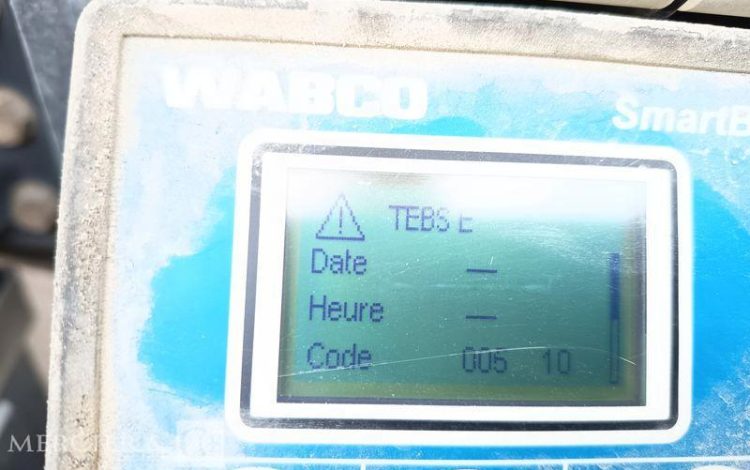 WABCO
SmartB
TEBS E
Date —
Heure —
Code 005 10